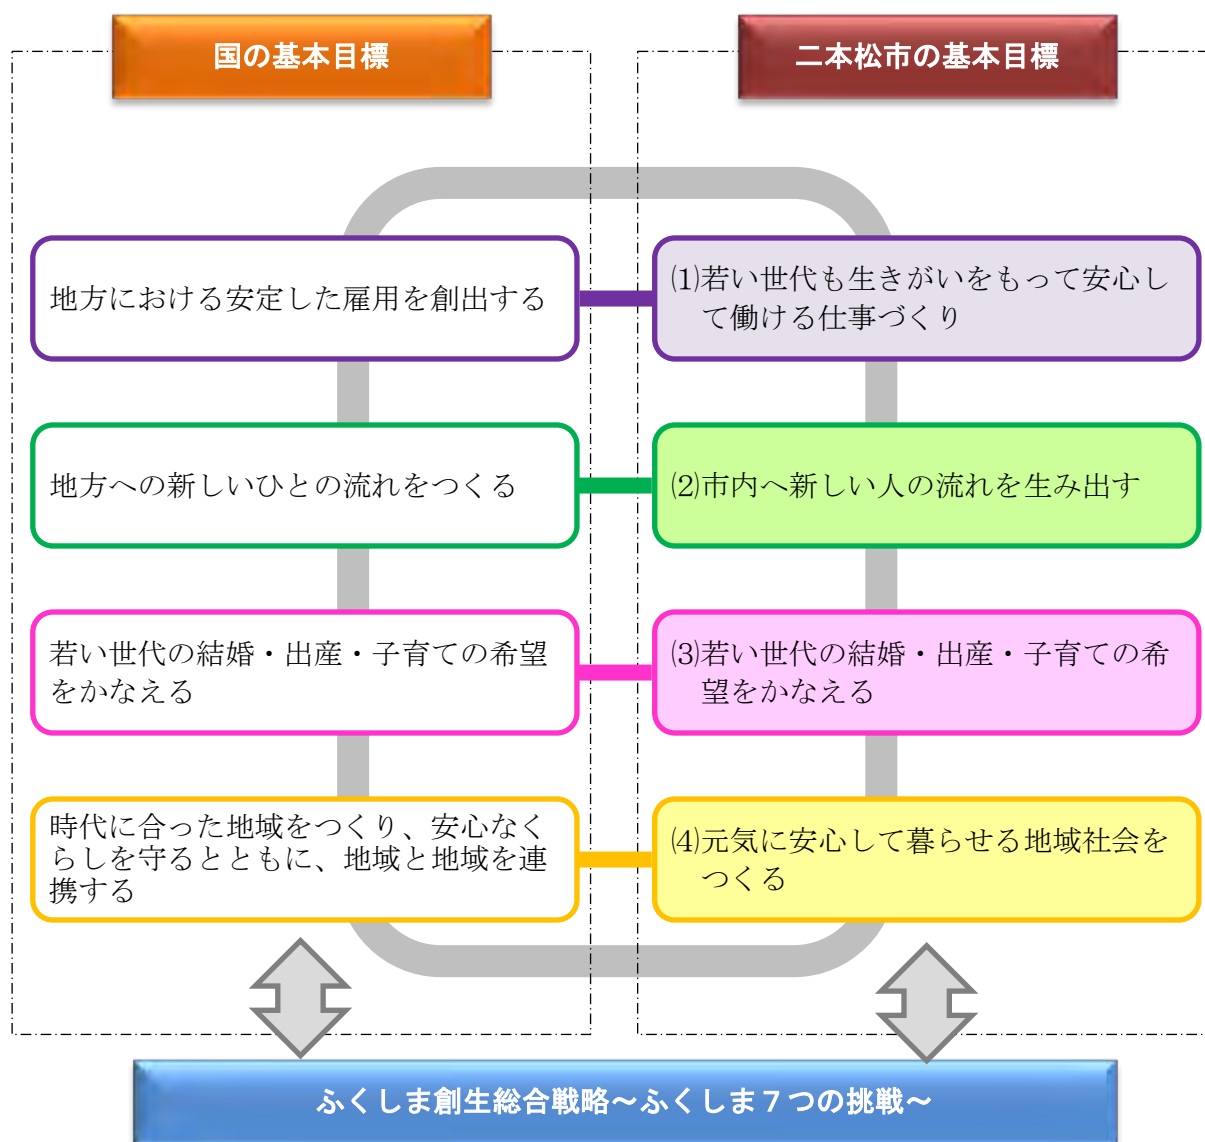 国の基本目標
二本松市の基本目標
地方における安定した雇用を創出する
⑴若い世代も生きがいをもって安心し
て働ける仕事づくり
地方への新しいひとの流れをつくる
⑵市内へ新しい人の流れを生み出す
若い世代の結婚・出産・子育ての希望
をかなえる
⑶若い世代の結婚・出産・子育ての希
望をかなえる
時代に合った地域をつくり、安心なく
らしを守るとともに、地域と地域を連
携する
⑷元気に安心して暮らせる地域社会を
つくる
ふくしま創生総合戦略～ふくしま７つの挑戦～